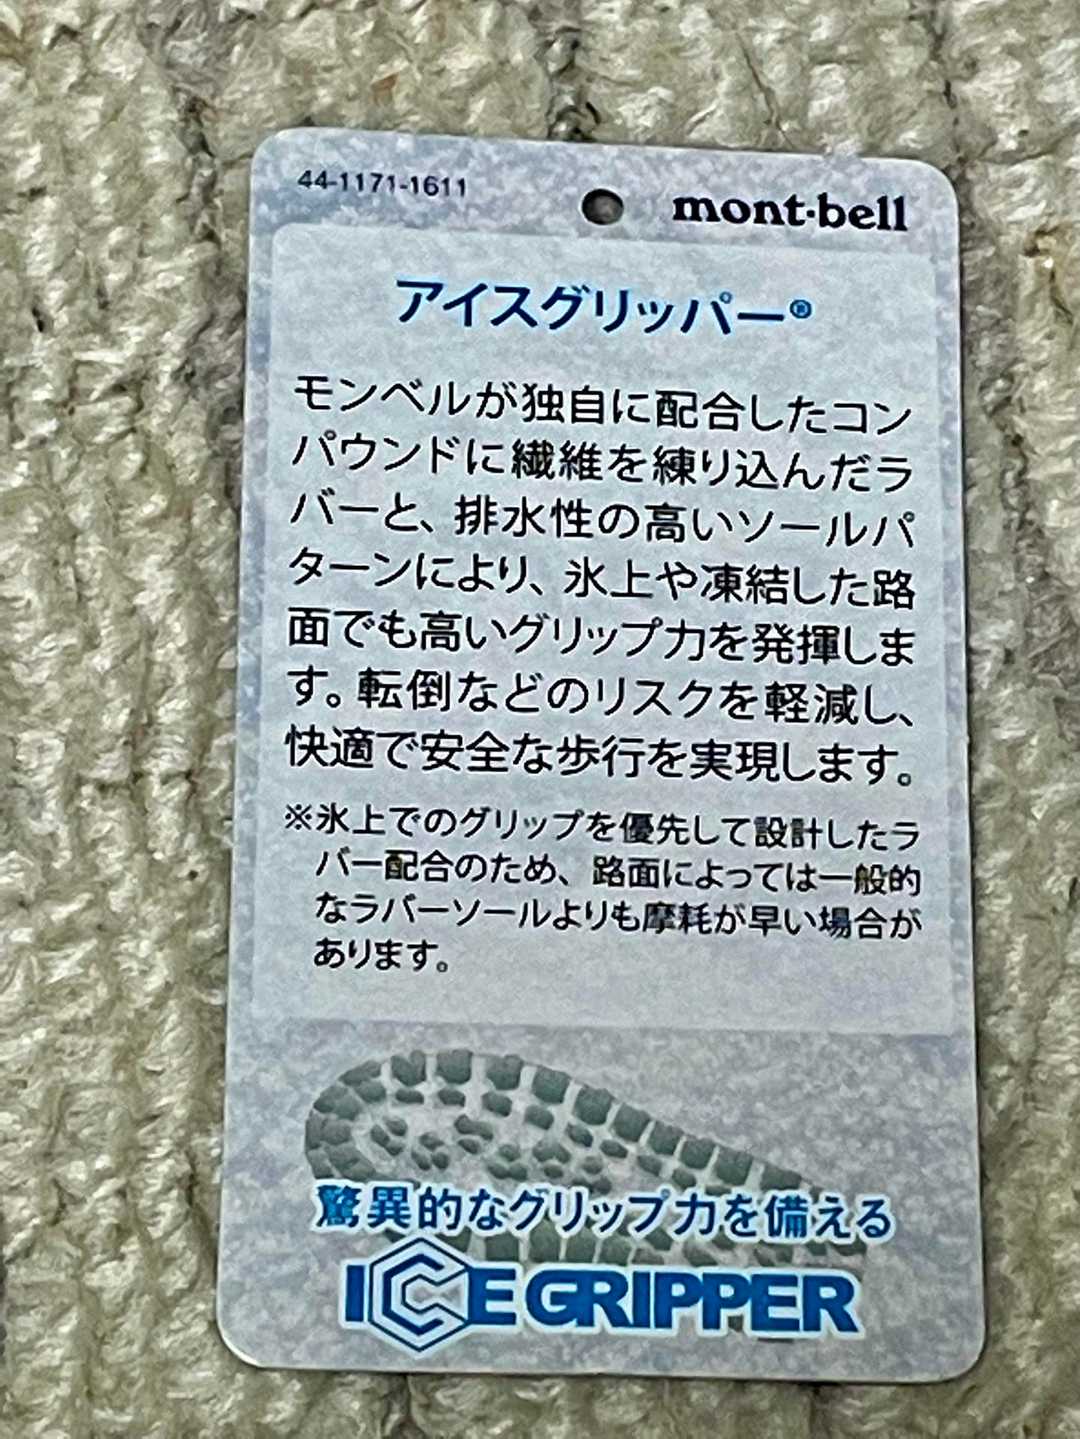 44-1171-1611
mont·bell
アイスグリッパー®
モンベルが独自に配合したコン
パウンドに繊維を練り込んだラ
バーと、排水性の高いソールパ
ターンにより、氷上や凍結した路
面でも高いグリップ力を発揮しま
す。転倒などのリスクを軽減し、
快適で安全な歩行を実現します。
※氷上でのグリップを優先して設計したラ
バー配合のため、路面によっては一般的
なラバーソールよりも摩耗が早い場合が
あります。
驚異的なグリップ力を備える
ICE GRIPPER